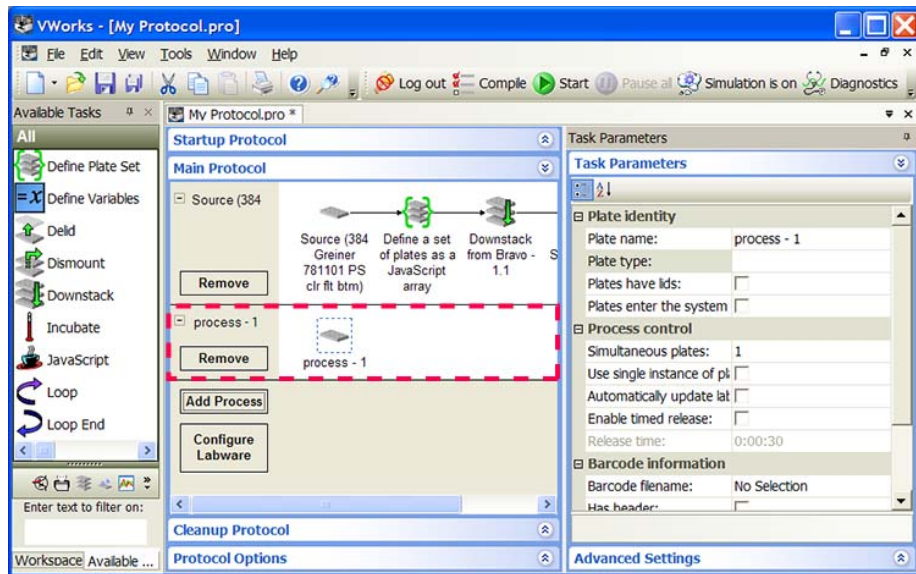 VWorks - [My Protocol.pro]
File Edit View Tools Window Help
Log out Compile Start Pause all Simulation is on Diagnostics
Available Tasks
My Protocol.pro *
All
Define Plate Set
Define Variables
Delid
Dismount
Downstack
Incubate
JavaScript
Loop
Loop End
Enter text to filter on:
Workspace Available ...
Startup Protocol
Main Protocol
Source (384
Remove
Source (384
Greiner
781101 PS
clr flt btm)
Define a set
of plates as a
JavaScript
array
Downstack
from Bravo -
1.1
S
process - 1
Remove
process - 1
Add Process
Configure
Labware
Cleanup Protocol
Protocol Options
Task Parameters
Task Parameters
Plate identity
Plate name: process - 1
Plate type:
Plates have lids:
Plates enter the system
Process control
Simultaneous plates: 1
Use single instance of pl
Automatically update lab
Enable timed release:
Release time: 0:00:30
Barcode information
Barcode filename: No Selection
Has header:
Advanced Settings